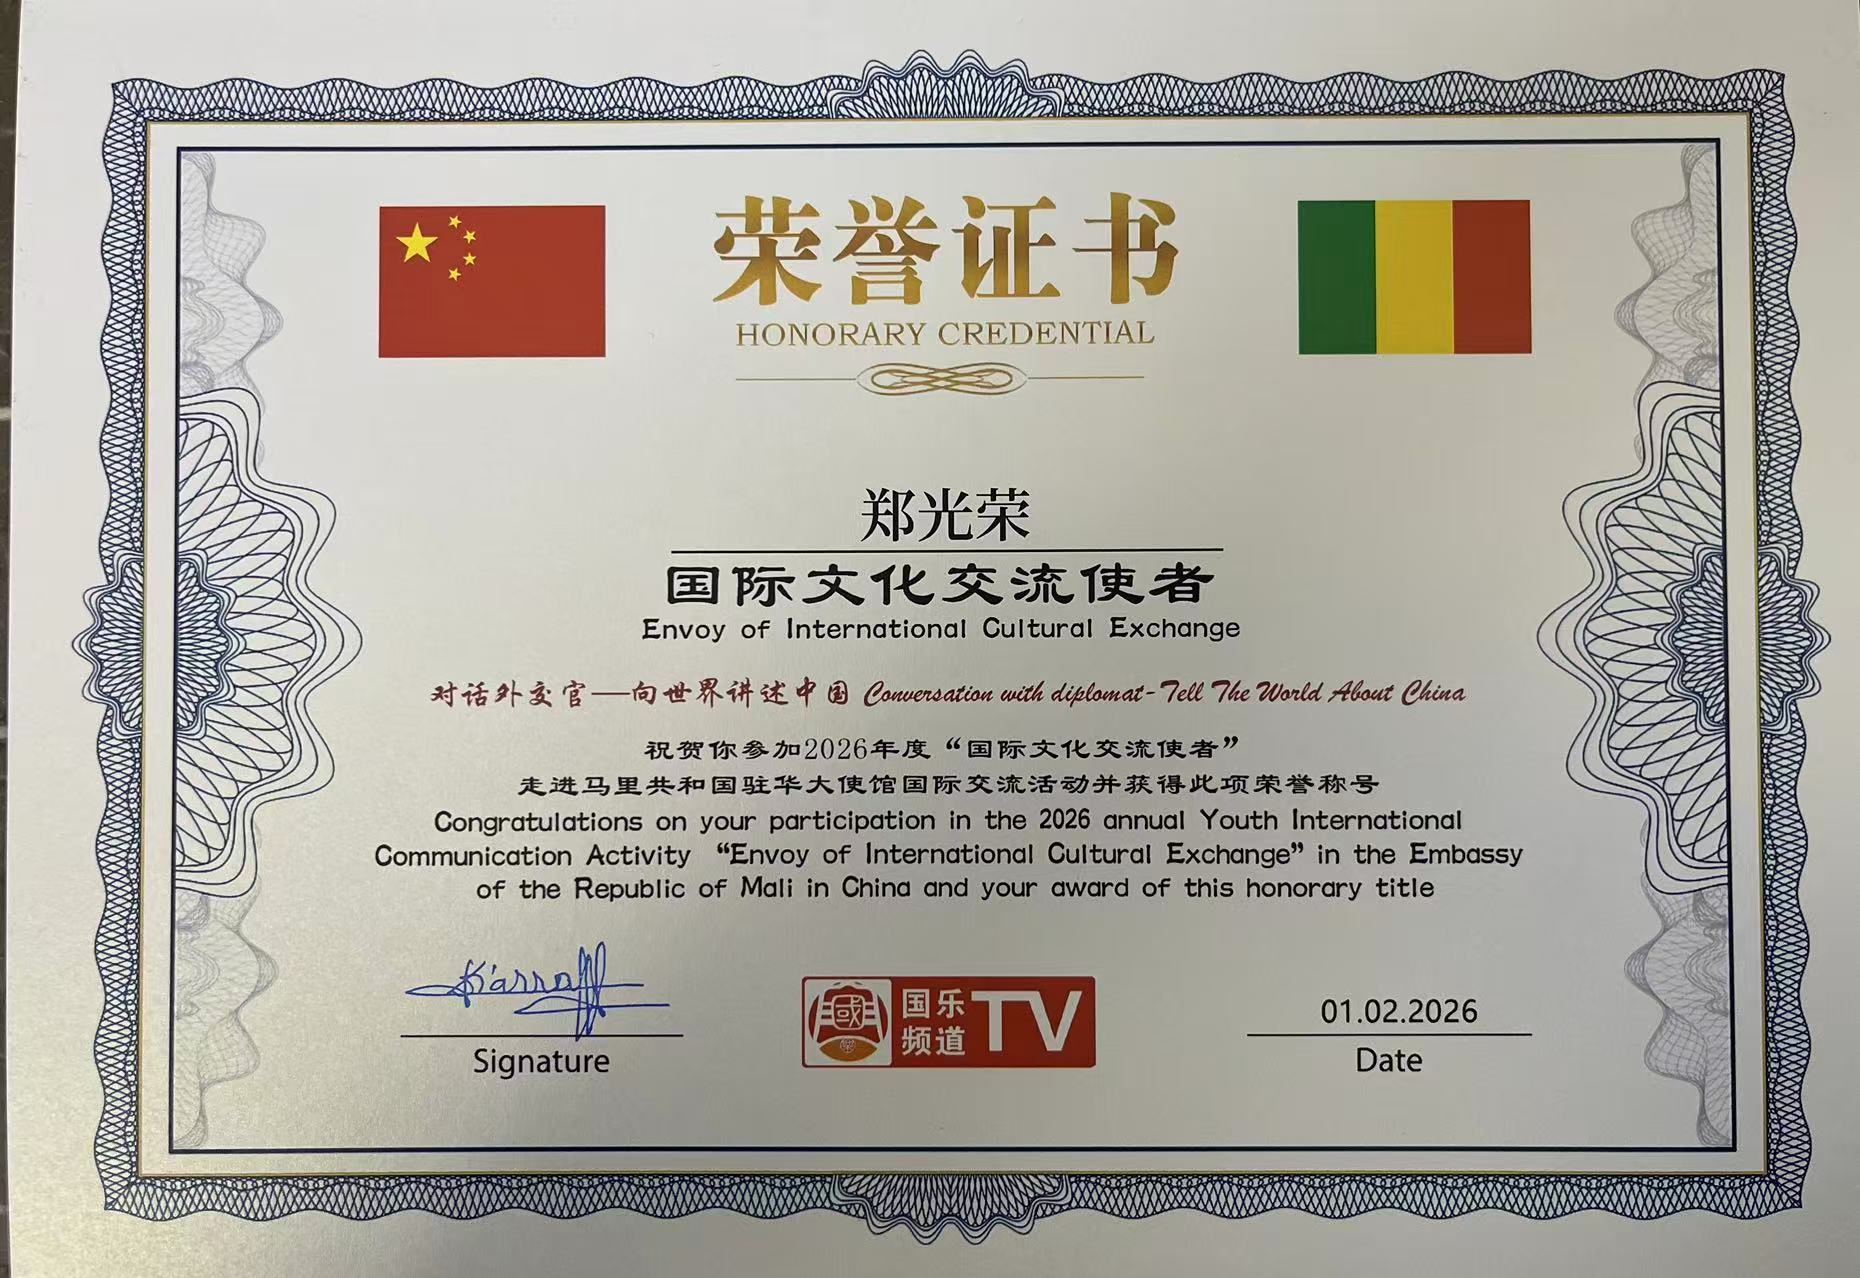 荣誉证书
HONORARY CREDENTIAL
郑光荣
国际文化交流使者
Envoy of International Cultural Exchange
对话外交官——向世界讲述中国 Conversation with diplomat-Tell The World About China
祝贺你参加2026年度“国际文化交流使者”
走进马里共和国驻华大使馆国际交流活动并获得此项荣誉称号
Congratulations on your participation in the 2026 annual Youth International
Communication Activity “Envoy of International Cultural Exchange” in the Embassy
of the Republic of Mali in China and your award of this honorary title
Signature
國
国乐
频道
TV
01.02.2026
Date